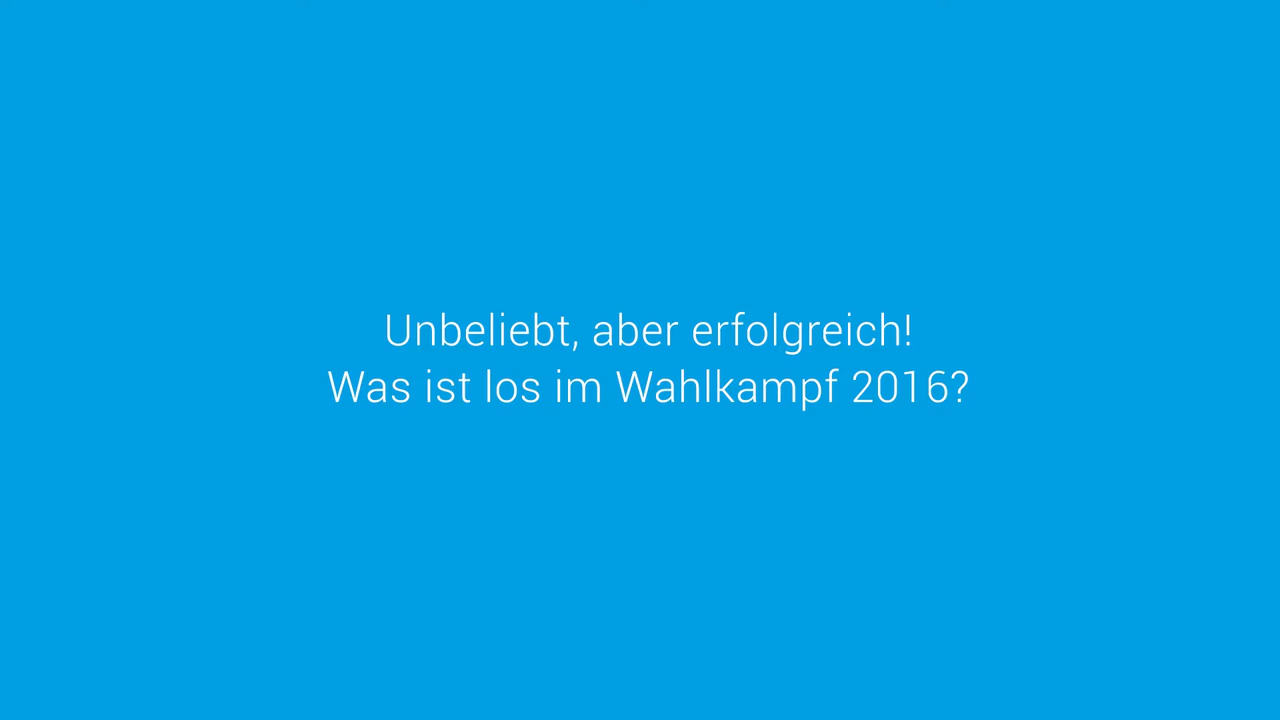 Unbeliebt, aber erfolgreich!
Was ist los im Wahlkampf 2016?